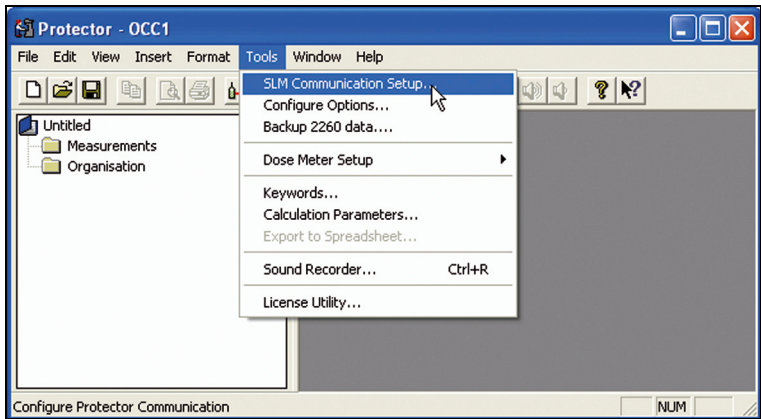 Protector - OCC1
File Edit View Insert Format Tools Window Help
SLM Communication Setup...
Configure Options...
Backup 2260 data....
Dose Meter Setup
Keywords...
Calculation Parameters...
Export to Spreadsheet...
Sound Recorder... Ctrl+R
License Utility...
Untitled
Measurements
Organisation
Configure Protector Communication NUM